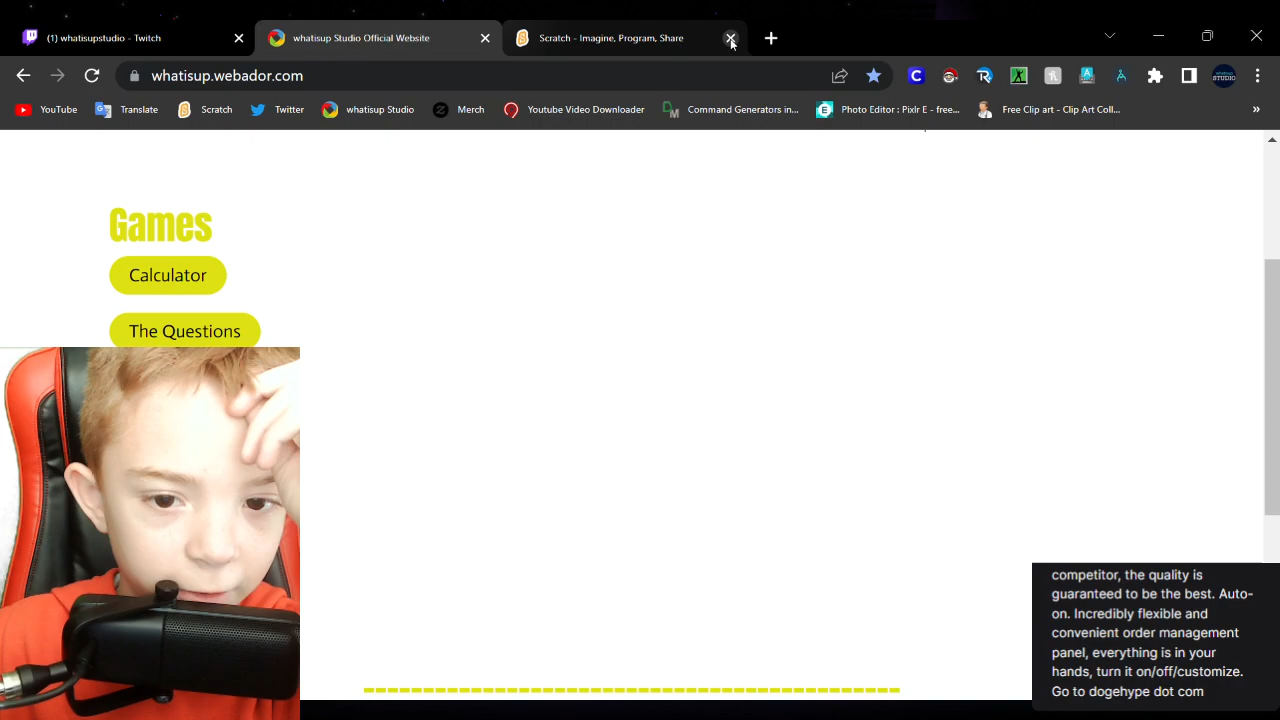 (1) whatisupstudio - Twitch
whatisup Studio Official Website
Scratch - Imagine, Program, Share
whatisup.webador.com
YouTube
Translate
Scratch
Twitter
whatisup Studio
Merch
Youtube Video Downloader
Command Generators in...
Photo Editor : Pixlr E - free...
Free Clip art - Clip Art Coll...
»
Games
Calculator
The Questions
competitor, the quality is
guaranteed to be the best. Auto-
on. Incredibly flexible and
convenient order management
panel, everything is in your
hands, turn it on/off/customize.
Go to dogehype dot com